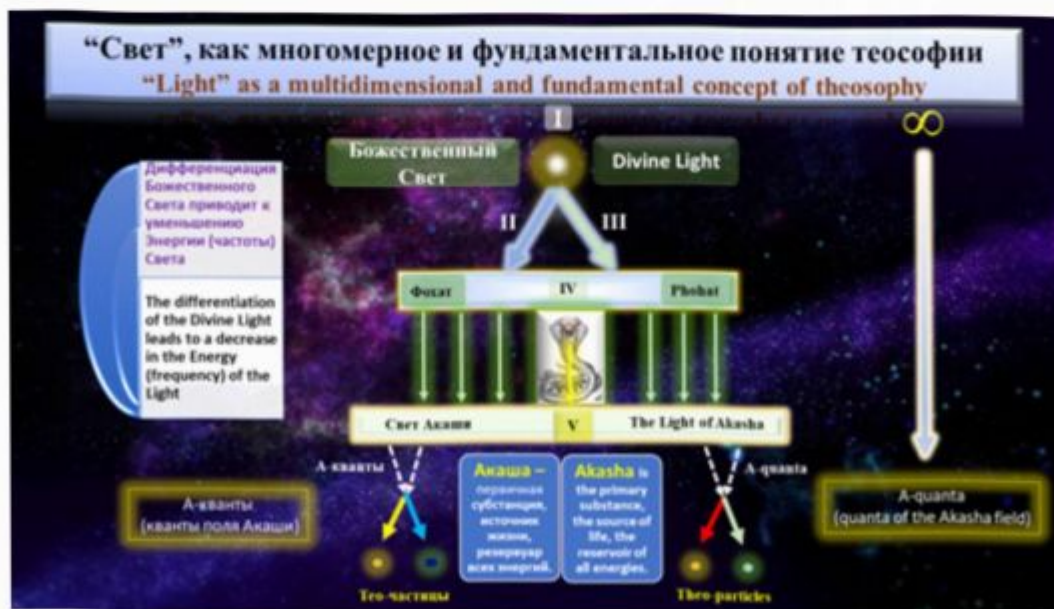 “Свет”, как многомерное и фундаментальное понятие теософии
“Light” as a multidimensional and fundamental concept of theosophy
I
∞
Божественный
Свет
Divine Light
Дифференциация
Божественного
Света приводит к
уменьшению
Энергии (частоты)
Света
II
III
Фохат
IV
Phohat
The differentiation
of the Divine Light
leads to a decrease
in the Energy
(frequency) of the
Light
Свет Акаши
V
The Light of Akasha
А-кванты
A-quanta
А-кванты
(кванты поля Акаши)
Акаша –
первичная
субстанция,
источник
жизни,
резервуар
всех энергий.
Akasha is
the primary
substance,
the source of
life, the
reservoir of
all energies.
A-quanta
(quanta of the Akasha field)
Тео-частицы
Theo-particles